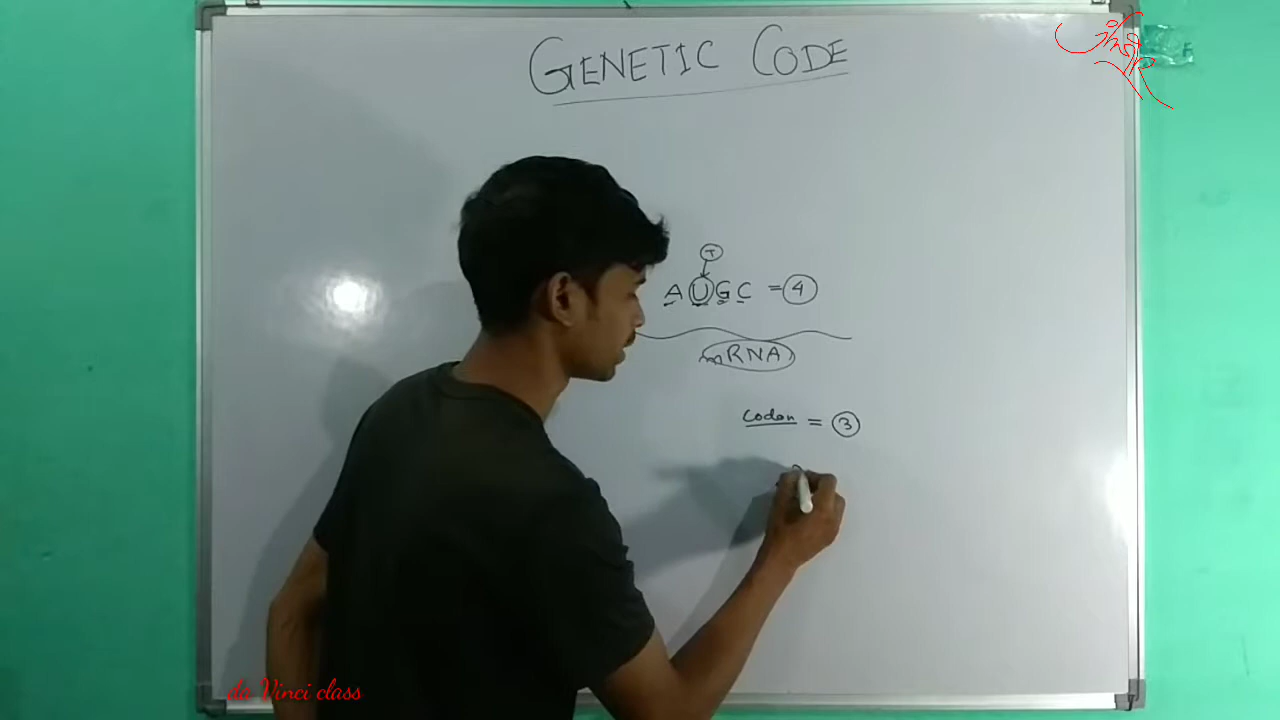 GENETIC CODE
T
A U G C = 4
mRNA
Codon = 3
da Vinci class